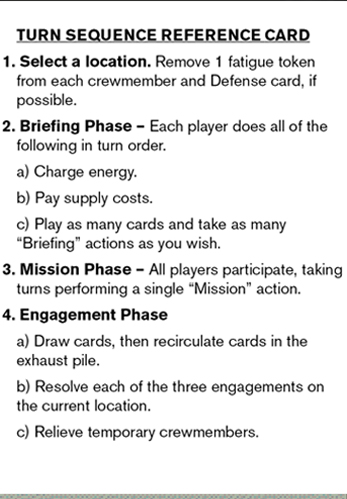 TURN SEQUENCE REFERENCE CARD
1. Select a location. Remove 1 fatigue token
from each crewmember and Defense card, if
possible.
2. Briefing Phase – Each player does all of the
following in turn order.
a) Charge energy.
b) Pay supply costs.
c) Play as many cards and take as many
“Briefing” actions as you wish.
3. Mission Phase – All players participate, taking
turns performing a single “Mission” action.
4. Engagement Phase
a) Draw cards, then recirculate cards in the
exhaust pile.
b) Resolve each of the three engagements on
the current location.
c) Relieve temporary crewmembers.